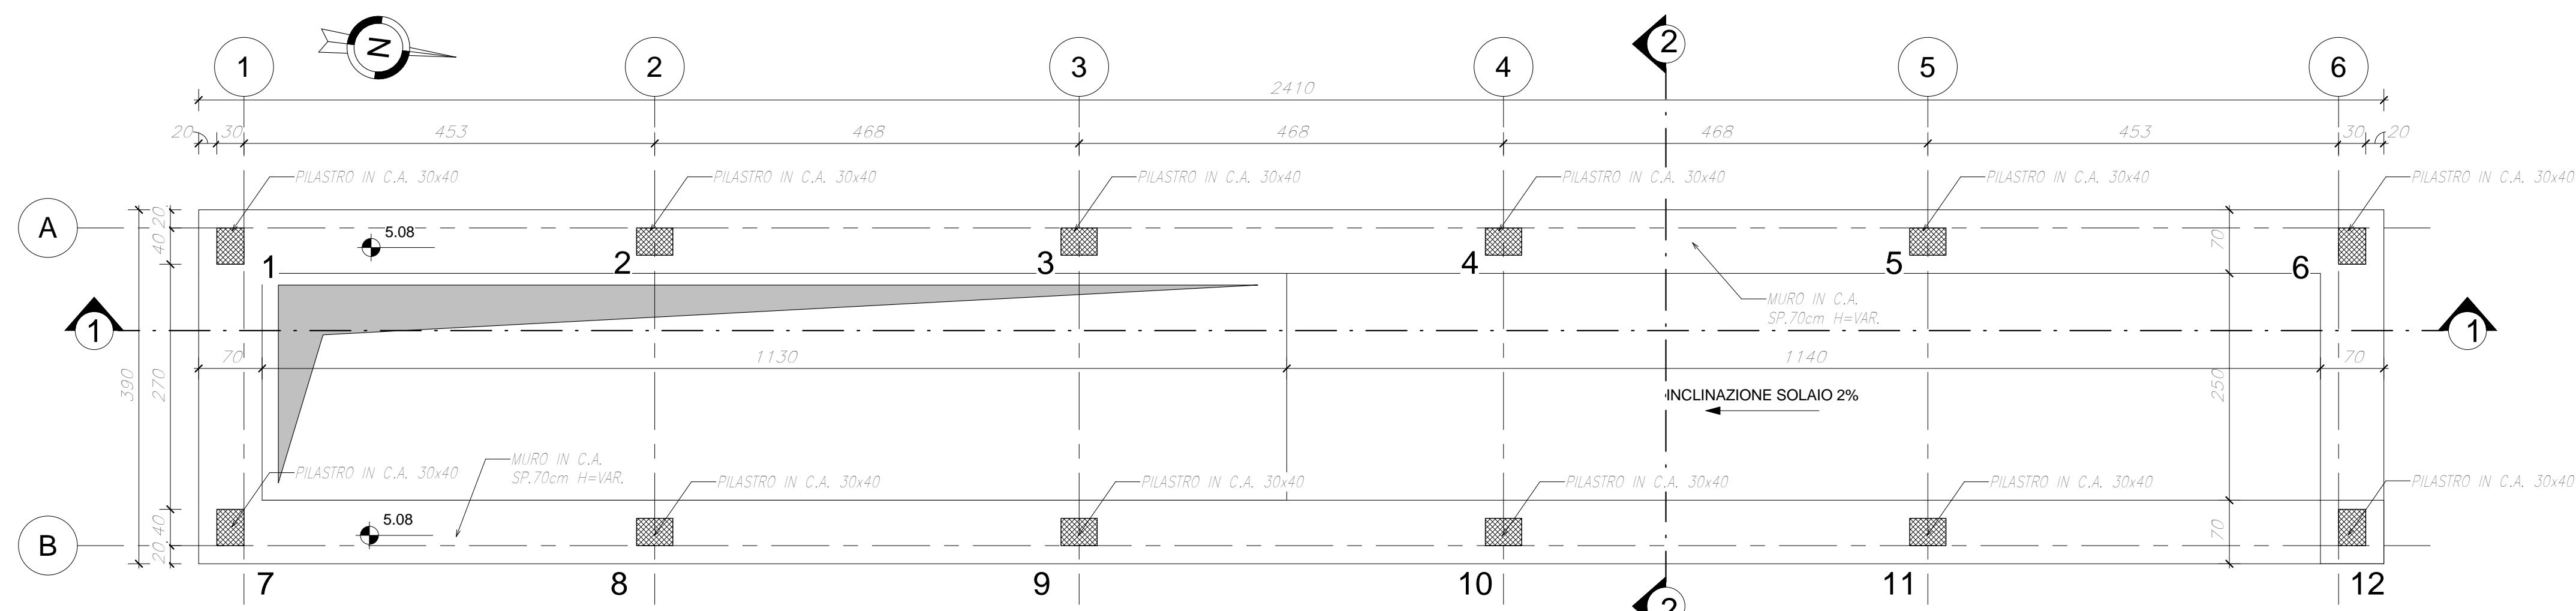 N
1 2 3 4 2 5 6
2410
20 30 453 468 468 468 453 30 20
PILASTRO IN C.A. 30x40 PILASTRO IN C.A. 30x40 PILASTRO IN C.A. 30x40 PILASTRO IN C.A. 30x40 PILASTRO IN C.A. 30x40 PILASTRO IN C.A. 30x40
A 20 5.08
40 70
1 2 3 4 5 6
MURO IN C.A.
SP.70cm H=VAR.
1 1
70 1130 1140 70
390 270 250
INCLINAZIONE SOLAIO 2%
PILASTRO IN C.A. 30x40 MURO IN C.A.
SP.70cm H=VAR.
PILASTRO IN C.A. 30x40 PILASTRO IN C.A. 30x40 PILASTRO IN C.A. 30x40 PILASTRO IN C.A. 30x40 PILASTRO IN C.A. 30x40
40 5.08 70
B 20
7 8 9 10 11 12
2